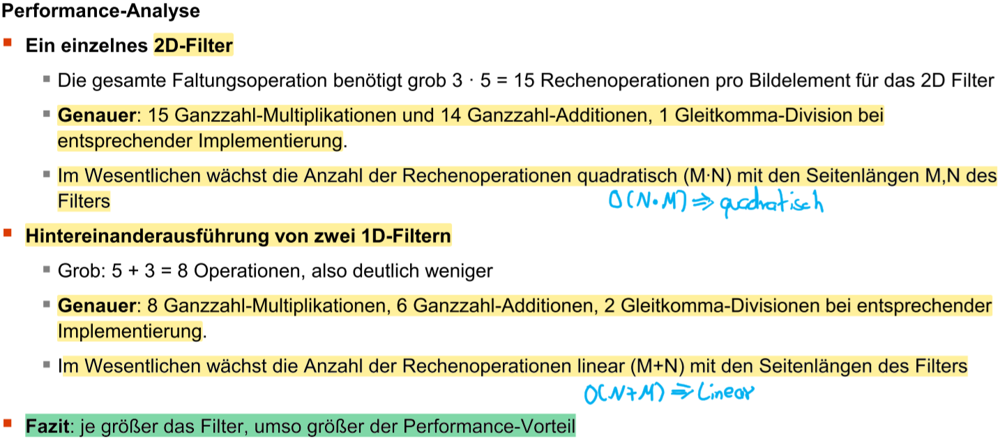 Performance-Analyse
Ein einzelnes 2D-Filter
Die gesamte Faltungsoperation benötigt grob 3 · 5 = 15 Rechenoperationen pro Bildelement für das 2D Filter
Genauer: 15 Ganzzahl-Multiplikationen und 14 Ganzzahl-Additionen, 1 Gleitkomma-Division bei
entsprechender Implementierung.
Im Wesentlichen wächst die Anzahl der Rechenoperationen quadratisch (M·N) mit den Seitenlängen M,N des
Filters
O(N•M) ⇒ quadratisch
Hintereinanderausführung von zwei 1D-Filtern
Grob: 5 + 3 = 8 Operationen, also deutlich weniger
Genauer: 8 Ganzzahl-Multiplikationen, 6 Ganzzahl-Additionen, 2 Gleitkomma-Divisionen bei entsprechender
Implementierung.
Im Wesentlichen wächst die Anzahl der Rechenoperationen linear (M+N) mit den Seitenlängen des Filters
O(N+M) ⇒ Linear
Fazit: je größer das Filter, umso größer der Performance-Vorteil